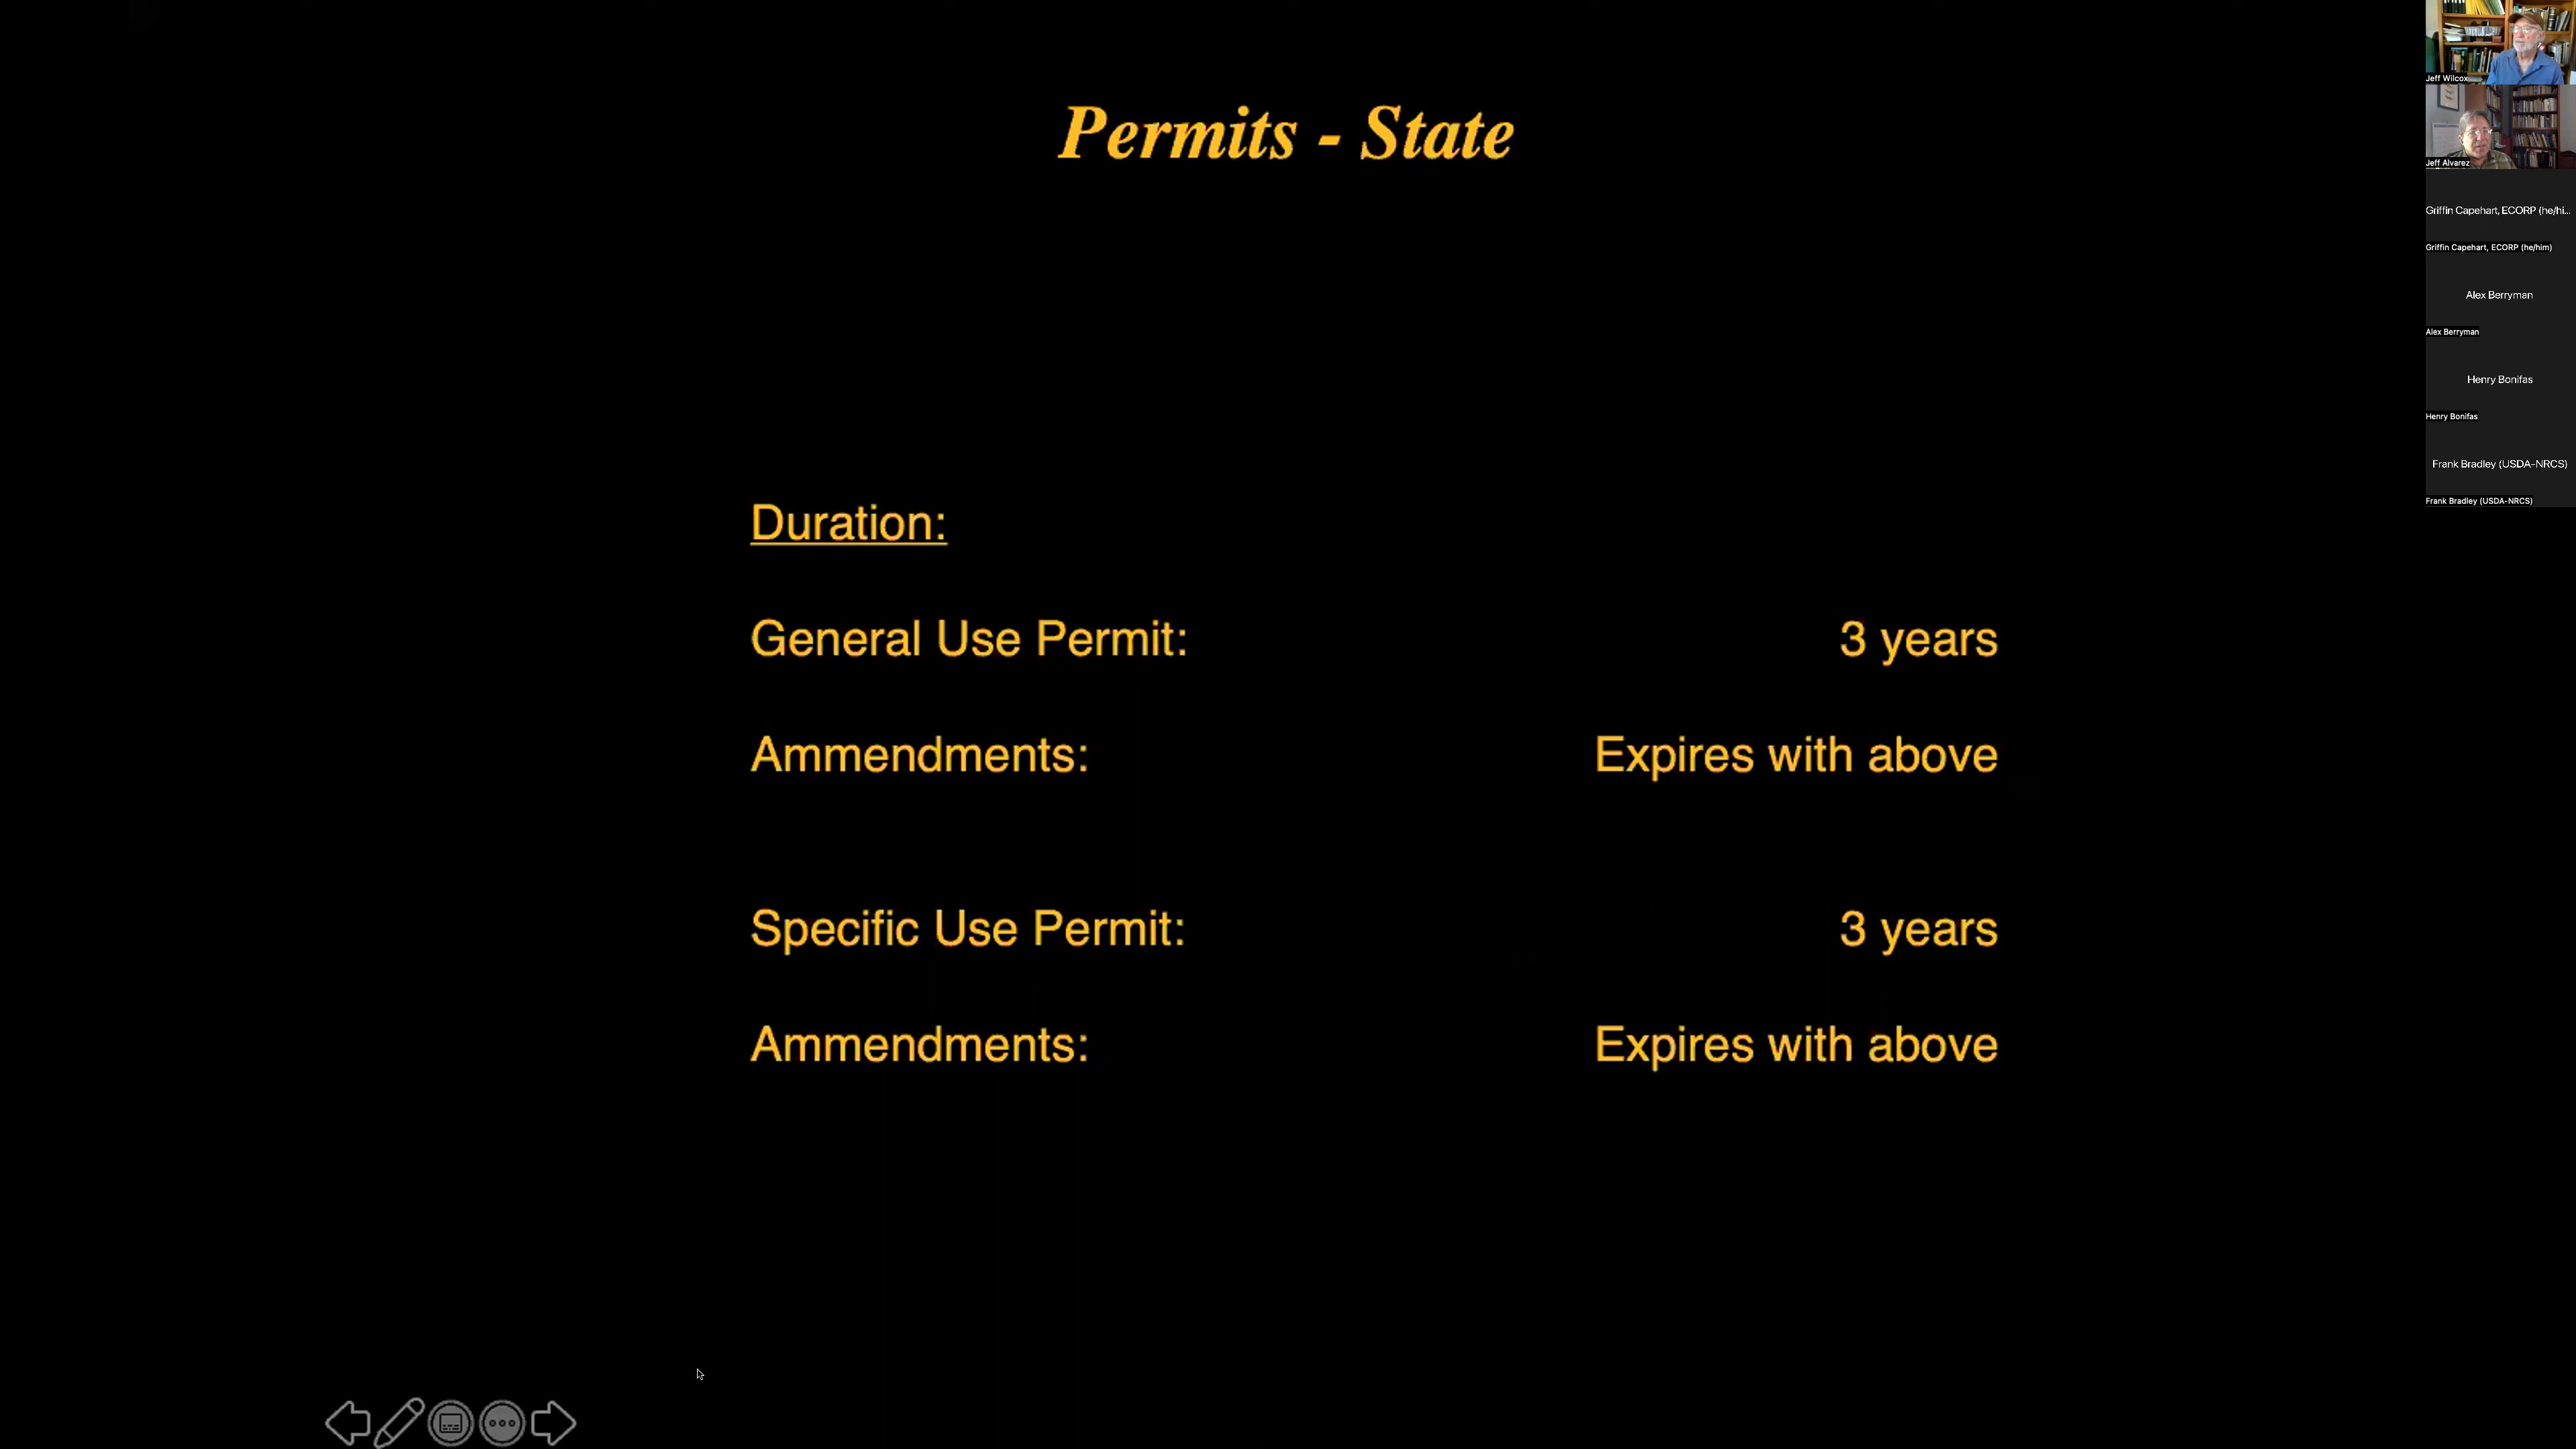 Permits - State
Duration:
General Use Permit: 3 years
Ammendments: Expires with above
Specific Use Permit: 3 years
Ammendments: Expires with above
Jeff Wilcox
Jeff Alvarez
Griffin Capehart, ECORP (he/hi...
Griffin Capehart, ECORP (he/him)
Alex Berryman
Alex Berryman
Henry Bonifas
Henry Bonifas
Frank Bradley (USDA-NRCS)
Frank Bradley (USDA-NRCS)